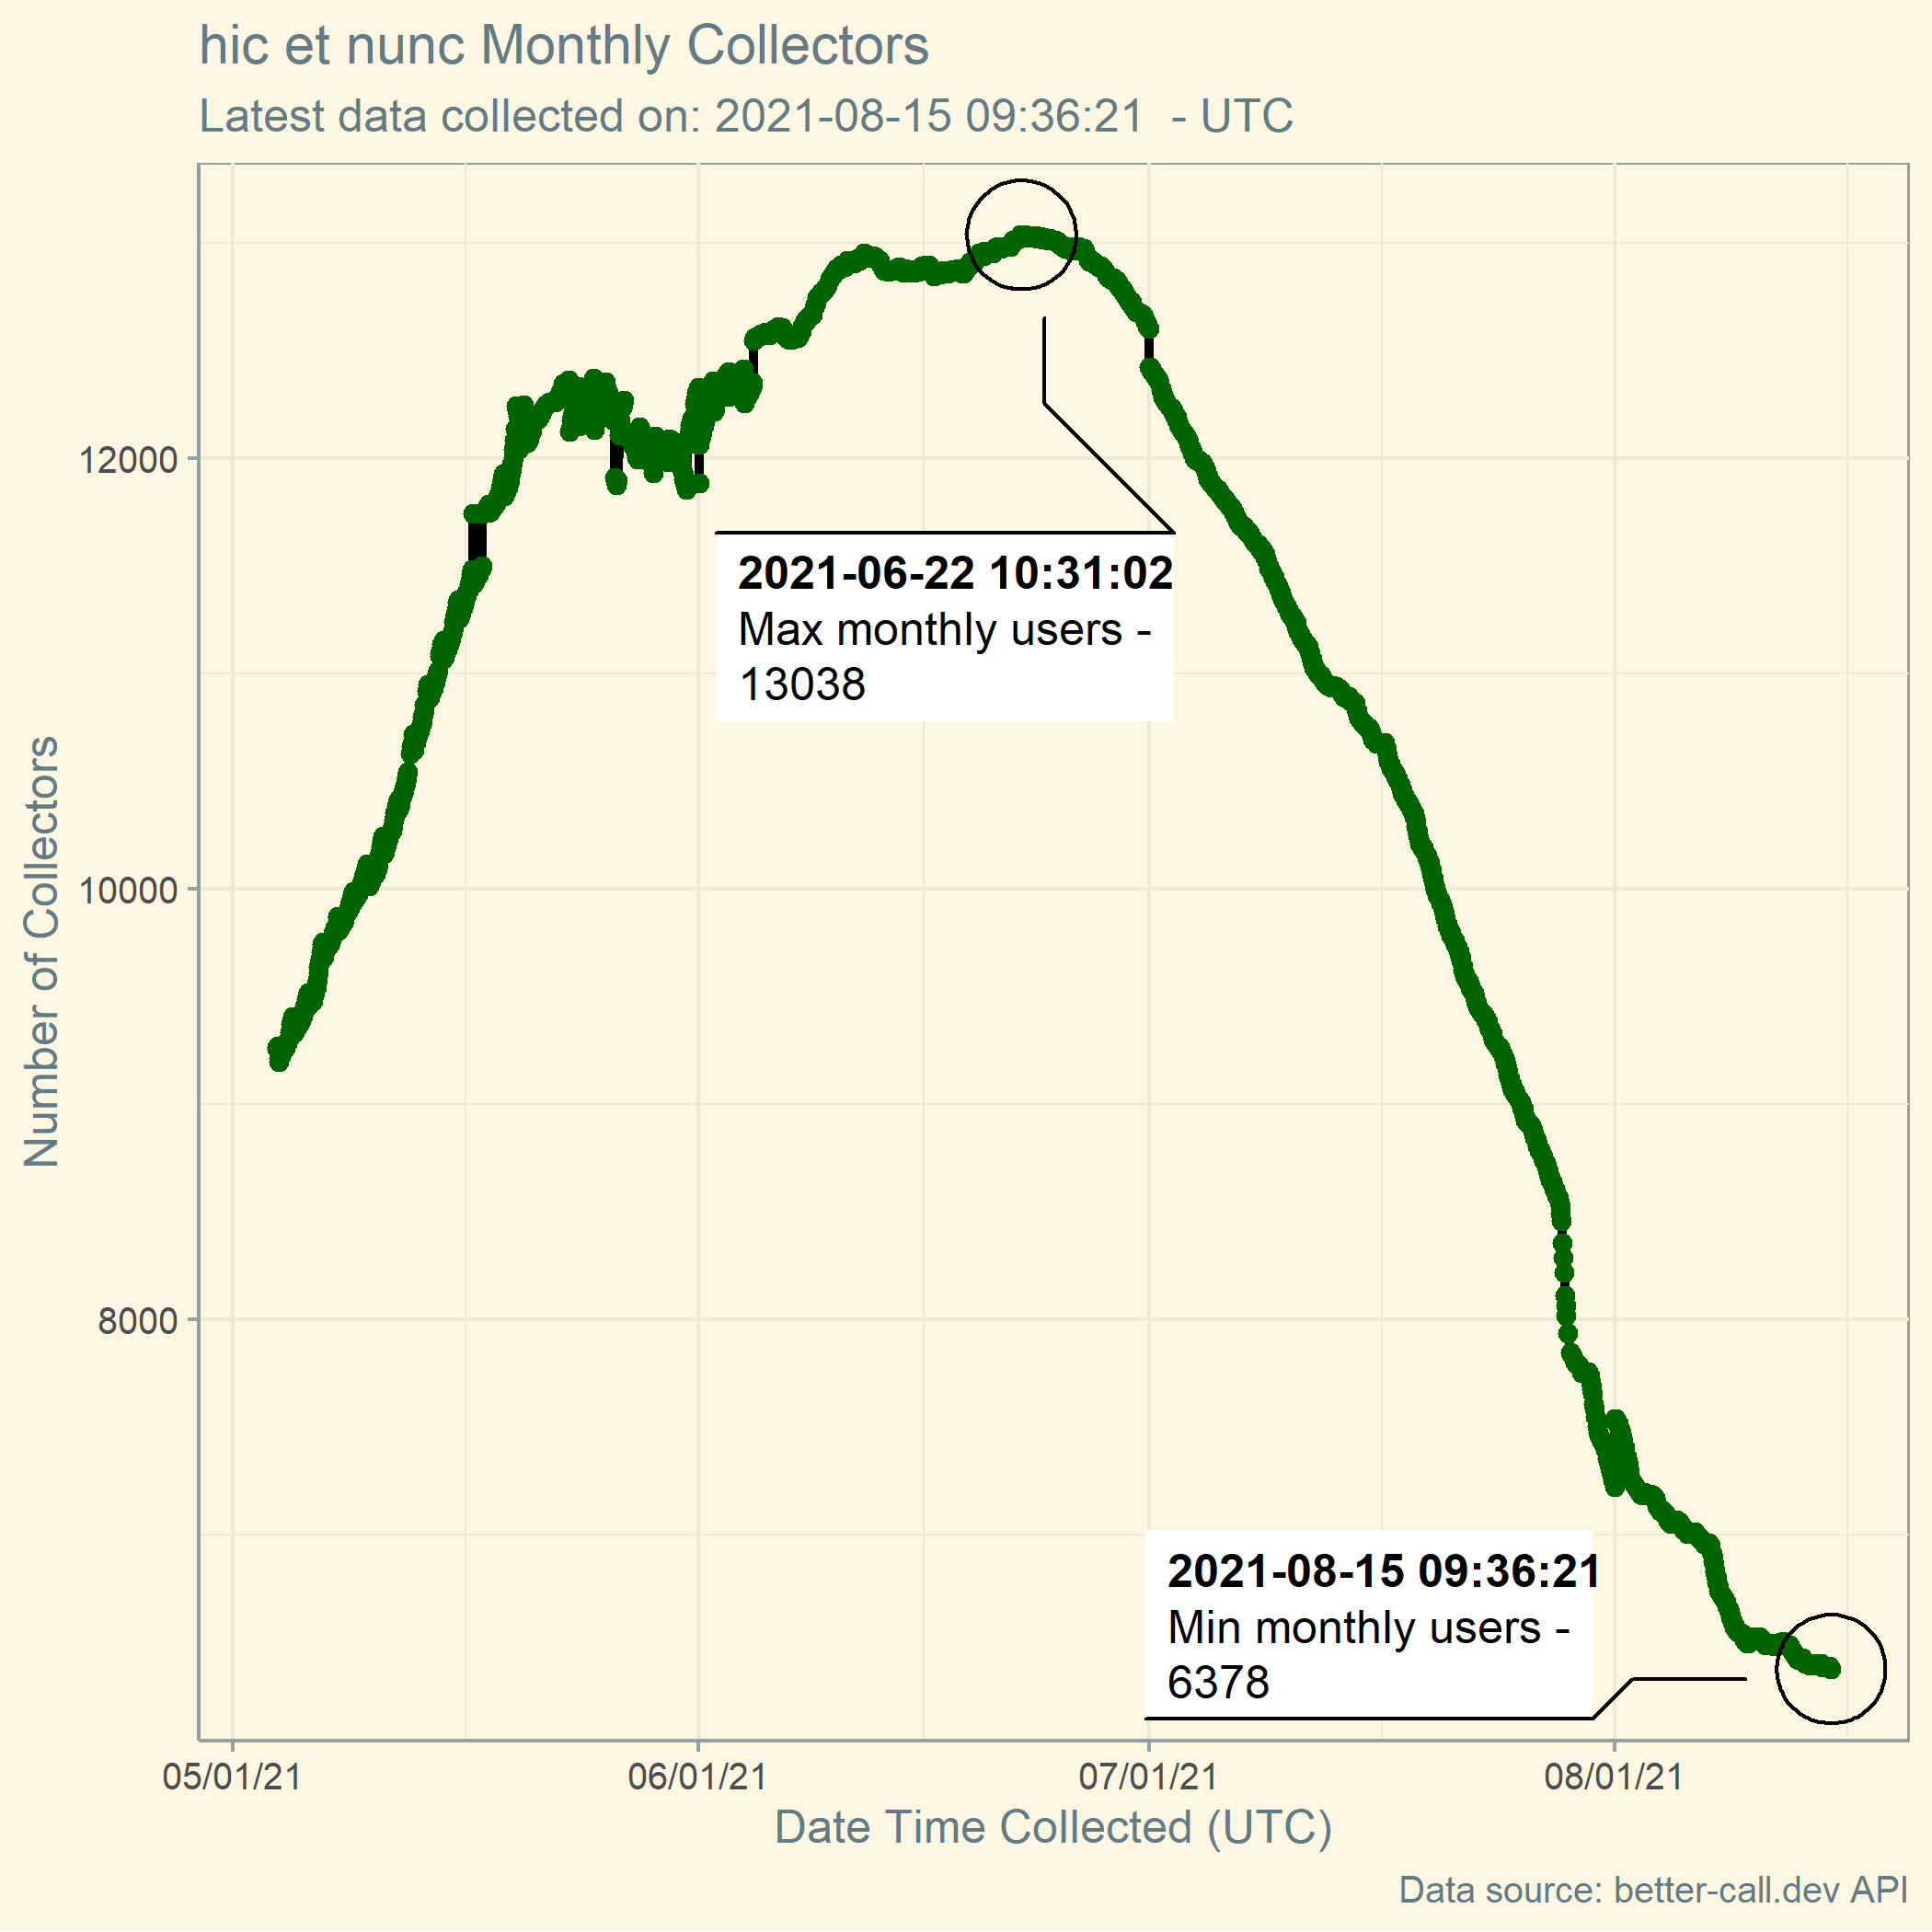 hic et nunc Monthly Collectors
Latest data collected on: 2021-08-15 09:36:21  - UTC
Number of Collectors
12000
10000
8000
2021-06-22 10:31:02
Max monthly users -
13038
2021-08-15 09:36:21
Min monthly users -
6378
05/01/21
06/01/21
07/01/21
08/01/21
Date Time Collected (UTC)
Data source: better-call.dev API